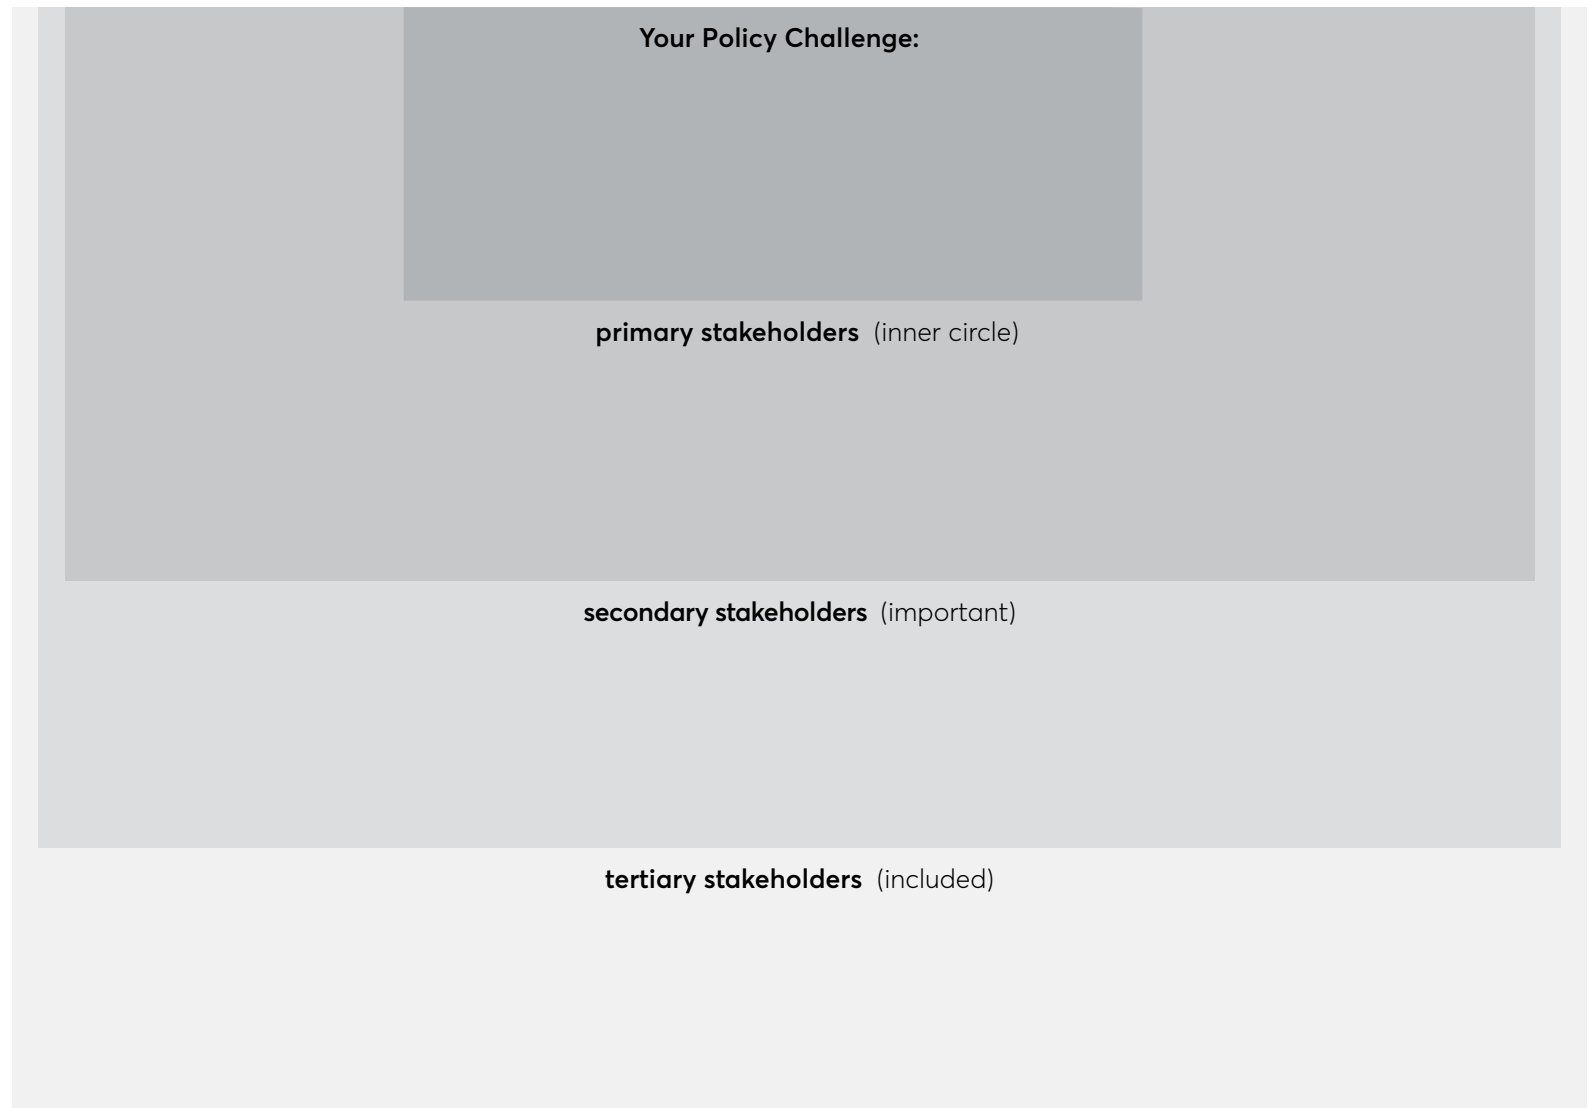 Your Policy Challenge:
primary stakeholders (inner circle)
secondary stakeholders (important)
tertiary stakeholders (included)